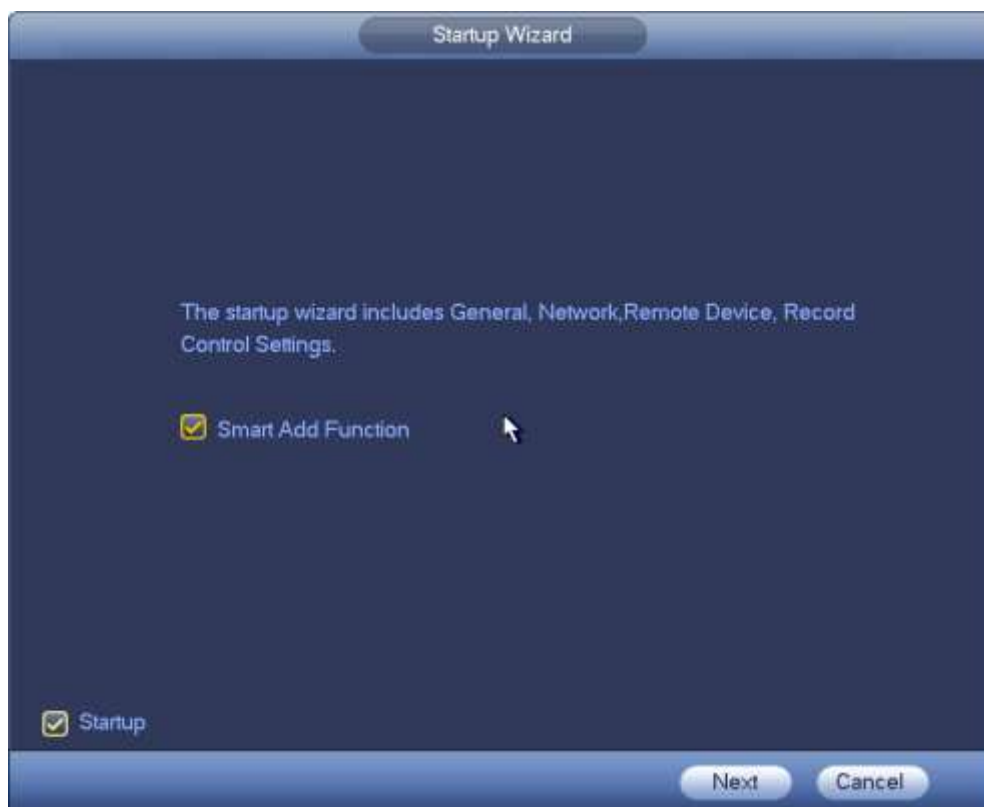 Startup Wizard
The startup wizard includes General, Network,Remote Device, Record
Control Settings.
Smart Add Function
Startup
Next Cancel